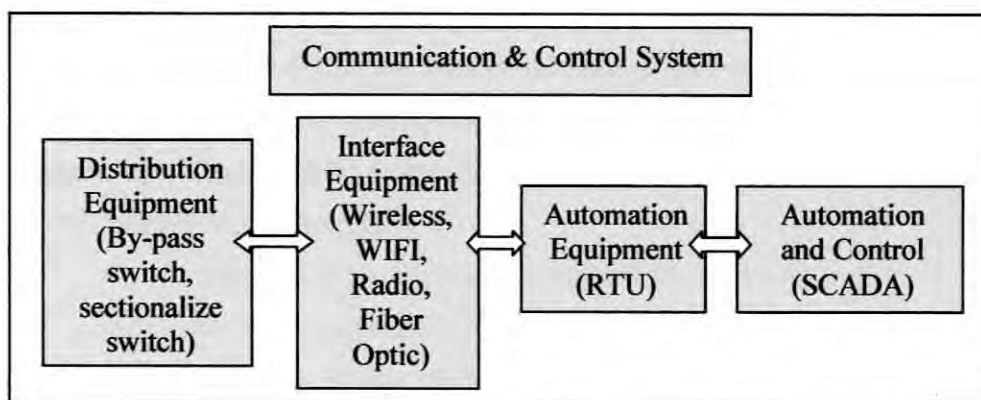 Communication & Control System
Distribution
Equipment
(By-pass
switch,
sectionalize
switch)
Interface
Equipment
(Wireless,
WIFI,
Radio,
Fiber
Optic)
Automation
Equipment
(RTU)
Automation
and Control
(SCADA)